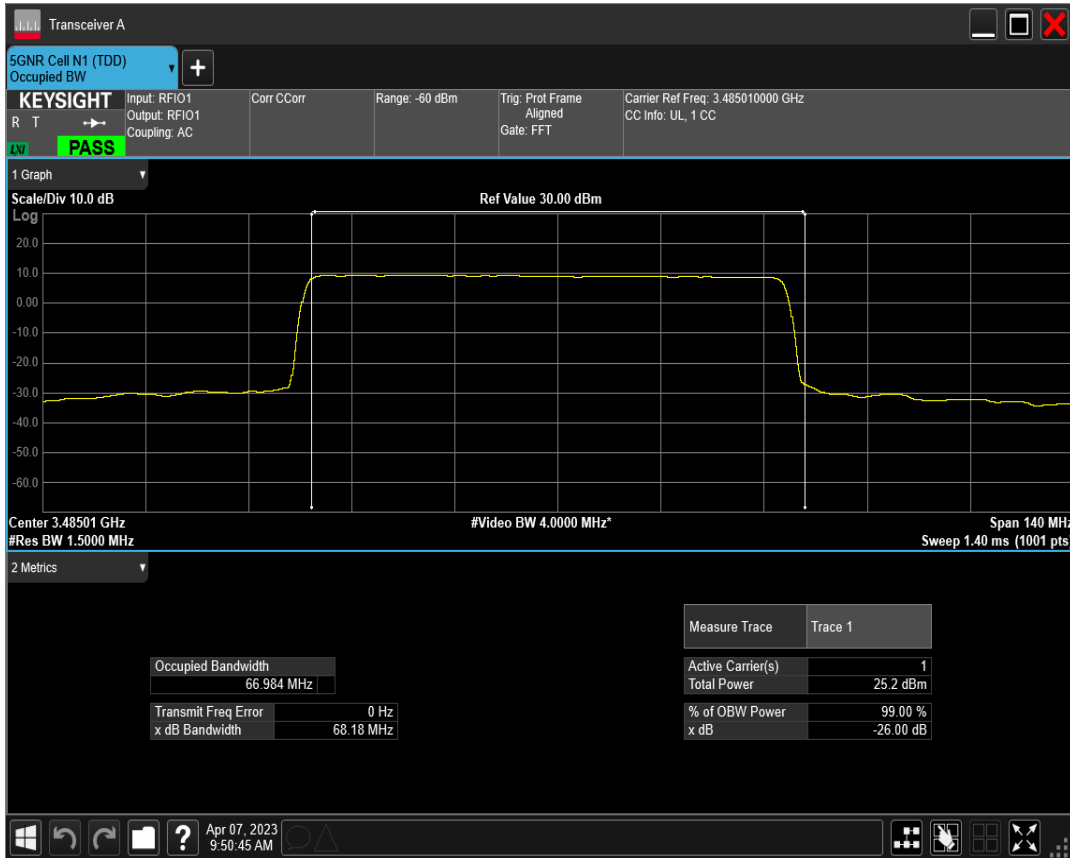 Transceiver A
5GNR Cell N1 (TDD)
Occupied BW
+
KEYSIGHT
R T
LXI PASS
Input: RFIO1
Output: RFIO1
Coupling: AC
Corr CCorr
Range: -60 dBm
Trig: Prot Frame
Aligned
Gate: FFT
Carrier Ref Freq: 3.485010000 GHz
CC Info: UL, 1 CC
1 Graph
Scale/Div 10.0 dB
Ref Value 30.00 dBm
Log
20.0
10.0
0.00
-10.0
-20.0
-30.0
-40.0
-50.0
-60.0
Center 3.48501 GHz
#Video BW 4.0000 MHz*
Span 140 MHz
#Res BW 1.5000 MHz
Sweep 1.40 ms (1001 pts)
2 Metrics
Measure Trace Trace 1
Occupied Bandwidth
66.984 MHz
Active Carrier(s) 1
Total Power 25.2 dBm
Transmit Freq Error 0 Hz
x dB Bandwidth 68.18 MHz
% of OBW Power 99.00 %
x dB -26.00 dB
?
Apr 07, 2023
9:50:45 AM